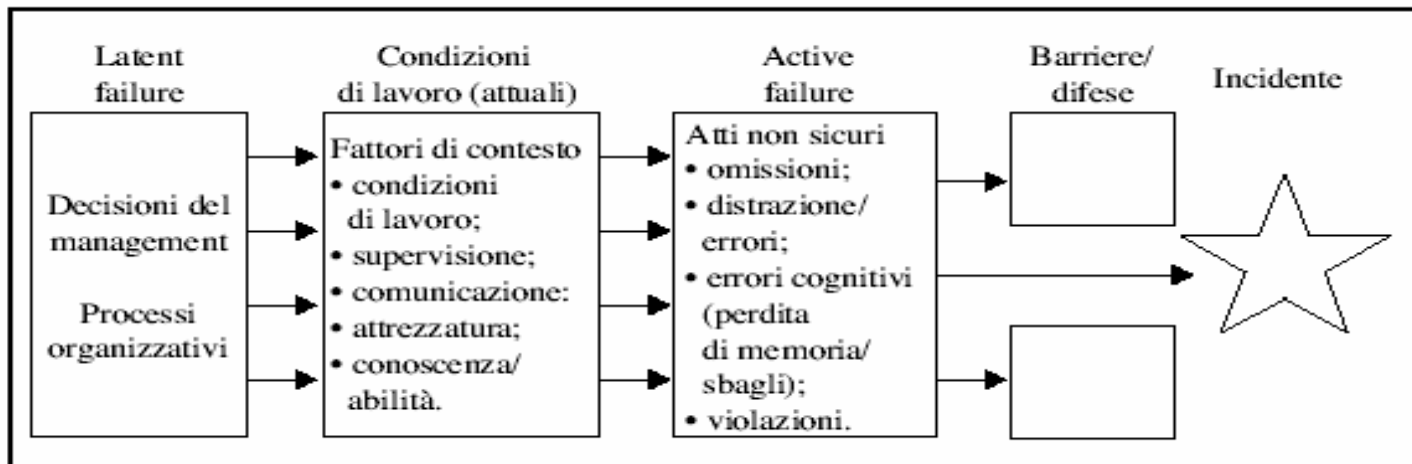 Latent
failure
Condizioni
di lavoro (attuali)
Active
failure
Barriere/
difese
Incidente
Decisioni del
management
Processi
organizzativi
Fattori di contesto
• condizioni
di lavoro;
• supervisione;
• comunicazione:
• attrezzatura;
• conoscenza/
abilità.
Atti non sicuri
• omissioni;
• distrazione/
errori;
• errori cognitivi
(perdita
di memoria/
sbagli);
• violazioni.